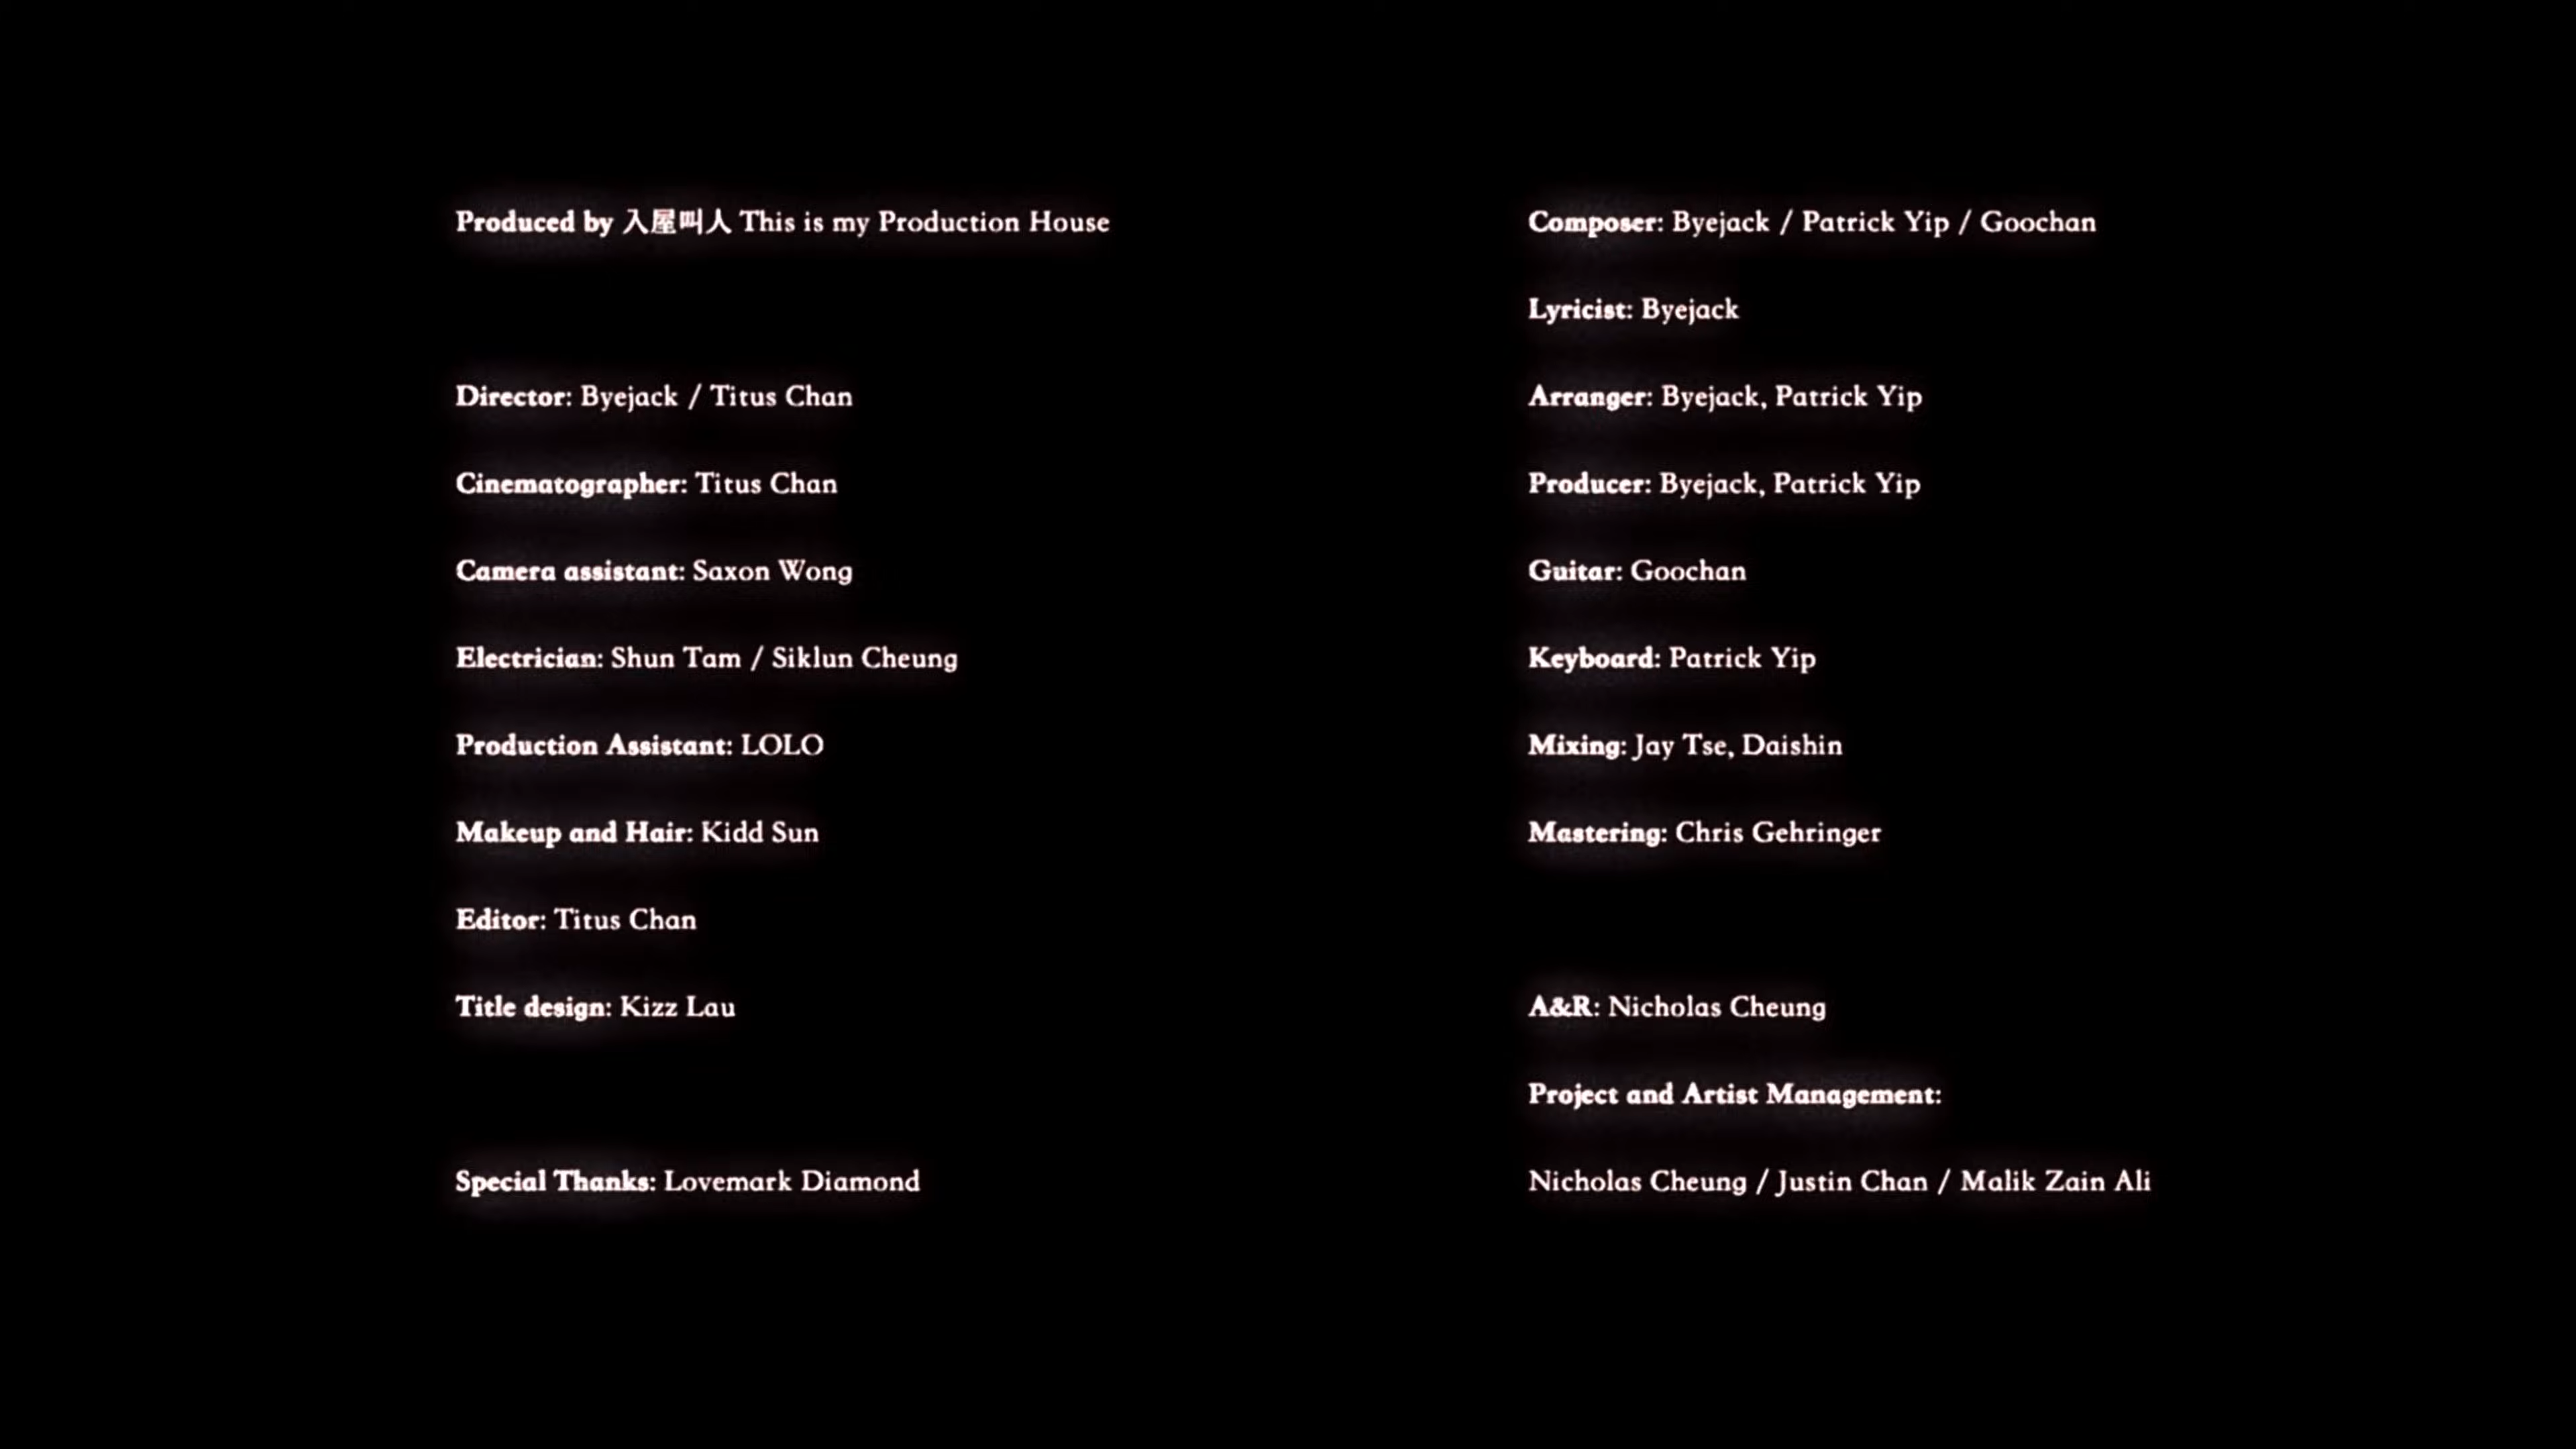 Produced by 入屋叫人 This is my Production House
Director: Byejack / Titus Chan
Cinematographer: Titus Chan
Camera assistant: Saxon Wong
Electrician: Shun Tam / Siklun Cheung
Production Assistant: LOLO
Makeup and Hair: Kidd Sun
Editor: Titus Chan
Title design: Kizz Lau
Special Thanks: Lovemark Diamond
Composer: Byejack / Patrick Yip / Goochan
Lyricist: Byejack
Arranger: Byejack, Patrick Yip
Producer: Byejack, Patrick Yip
Guitar: Goochan
Keyboard: Patrick Yip
Mixing: Jay Tse, Daishin
Mastering: Chris Gehringer
A&R: Nicholas Cheung
Project and Artist Management:
Nicholas Cheung / Justin Chan / Malik Zain Ali